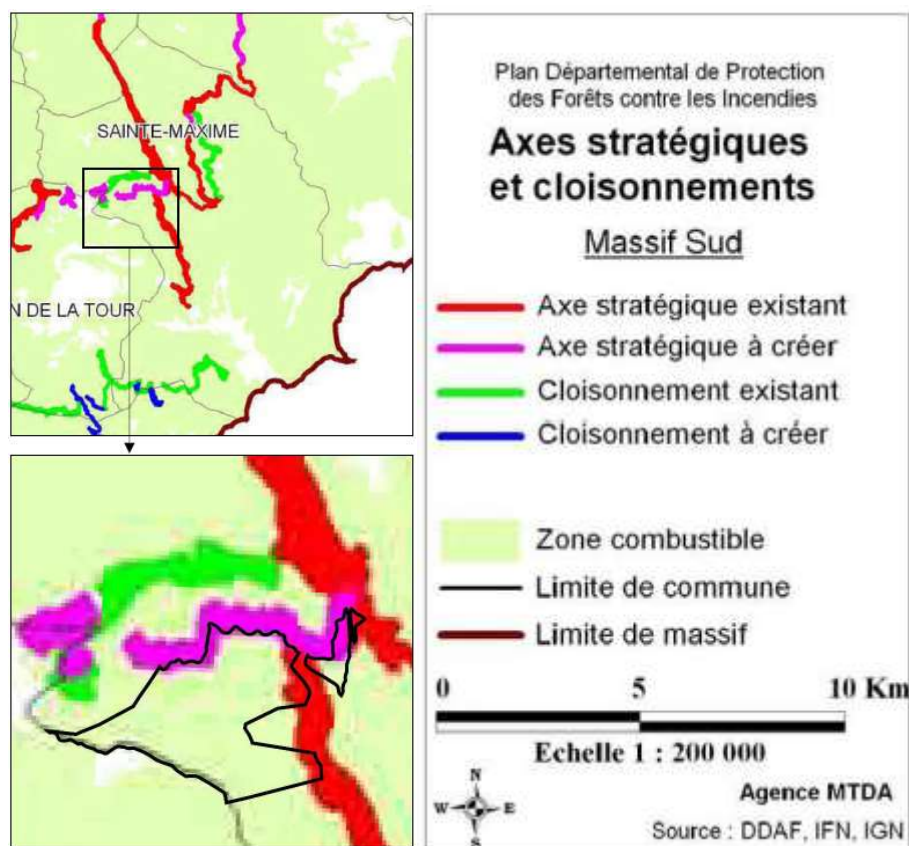 SAINTE-MAXIME
N DE LA TOUR
Plan Départemental de Protection
des Forêts contre les Incendies
Axes stratégiques
et cloisonnements
Massif Sud
Axe stratégique existant
Axe stratégique à créer
Cloisonnement existant
Cloisonnement à créer
Zone combustible
Limite de commune
Limite de massif
0 5 10 Km
Echelle 1 : 200 000
N
W E
S
Agence MTDA
Source : DDAF, IFN, IGN